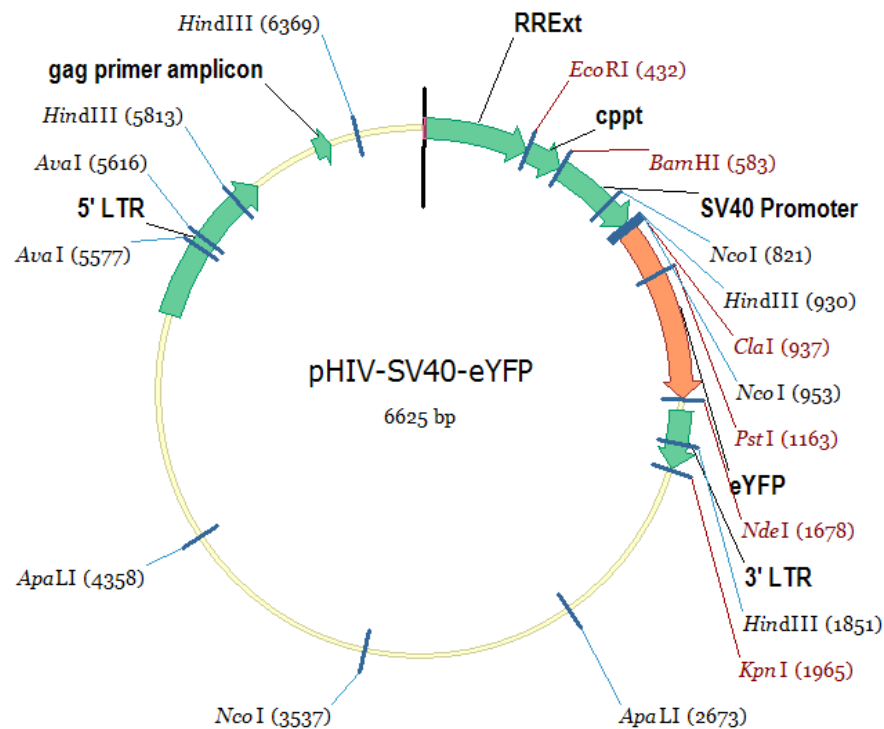 HindIII (6369)
RRExt
gag primer amplicon
EcoRI (432)
cppt
HindIII (5813)
BamHI (583)
AvaI (5616)
5' LTR
SV40 Promoter
AvaI (5577)
NcoI (821)
HindIII (930)
ClaI (937)
pHIV-SV40-eYFP
NcoI (953)
6625 bp
PstI (1163)
eYFP
NdeI (1678)
ApaLI (4358)
3' LTR
HindIII (1851)
KpnI (1965)
NcoI (3537)
ApaLI (2673)